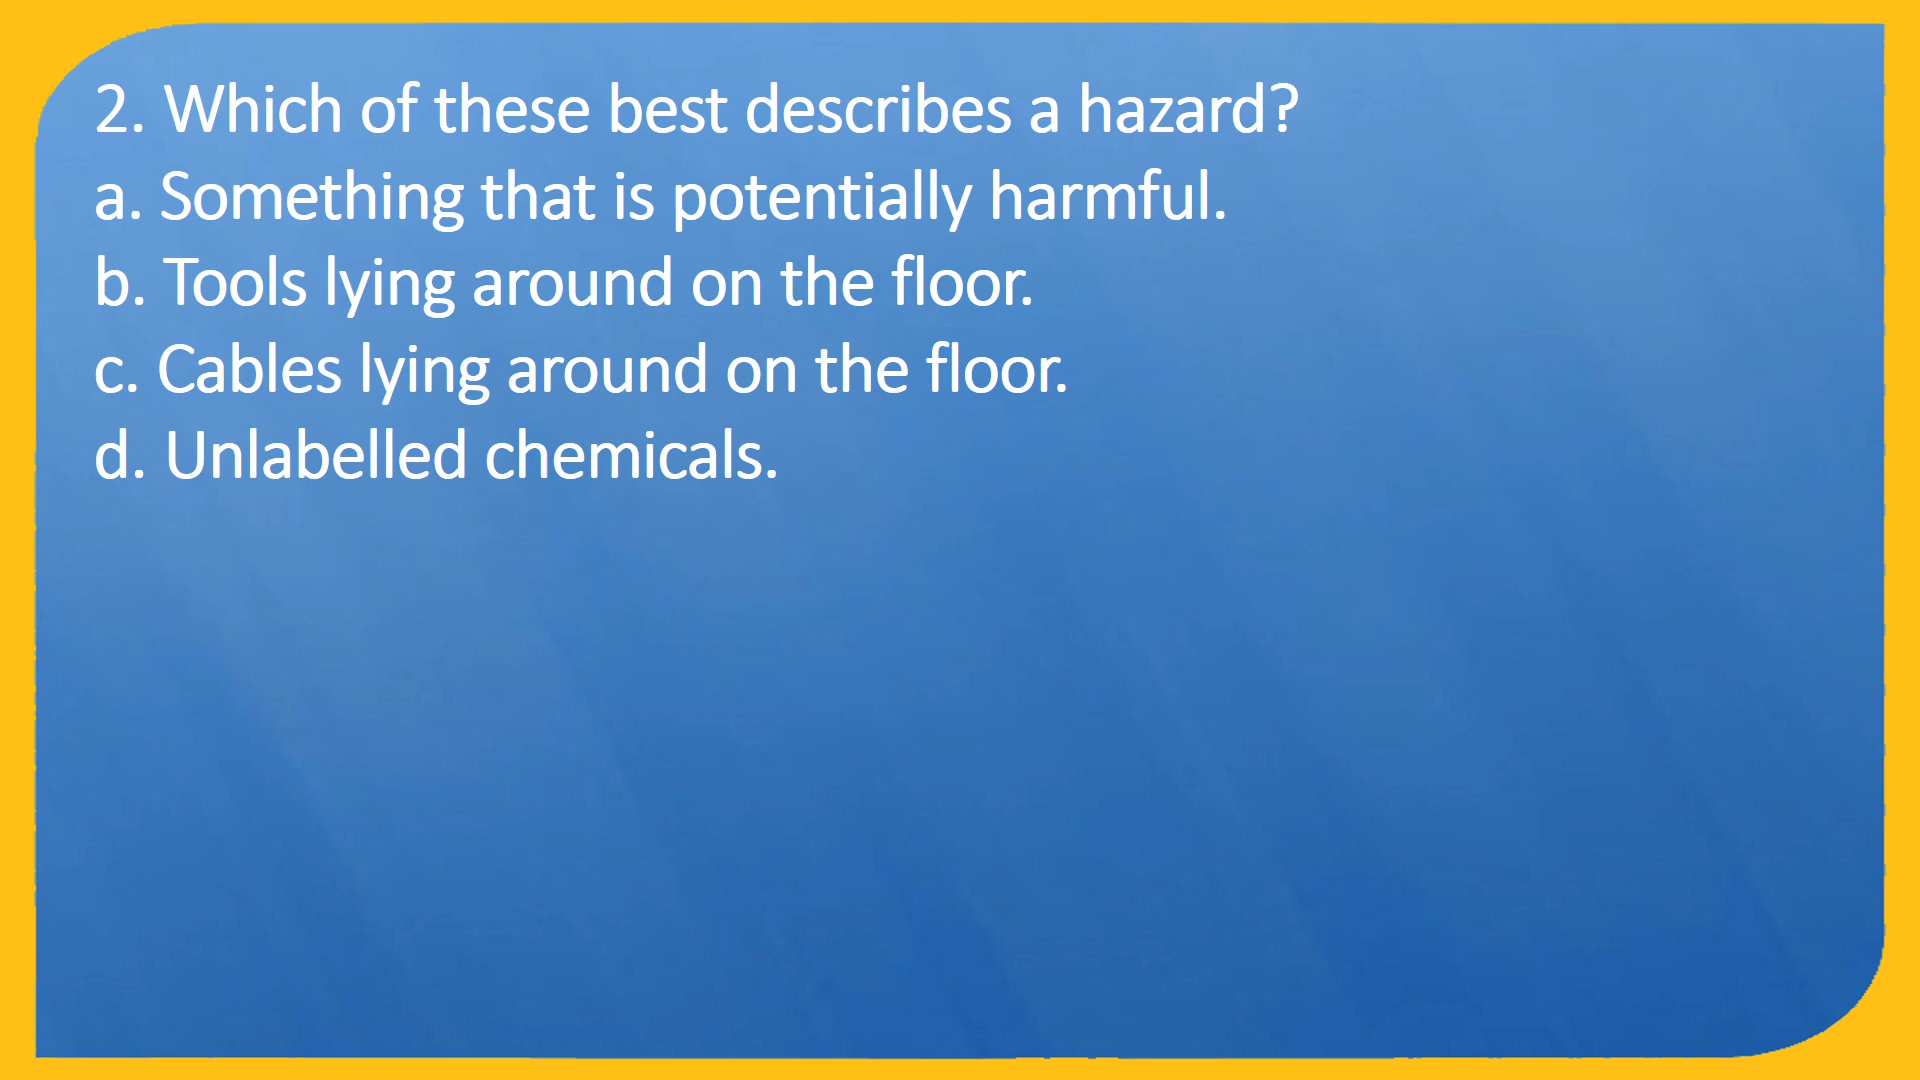 2. Which of these best describes a hazard?
a. Something that is potentially harmful.
b. Tools lying around on the floor.
c. Cables lying around on the floor.
d. Unlabelled chemicals.